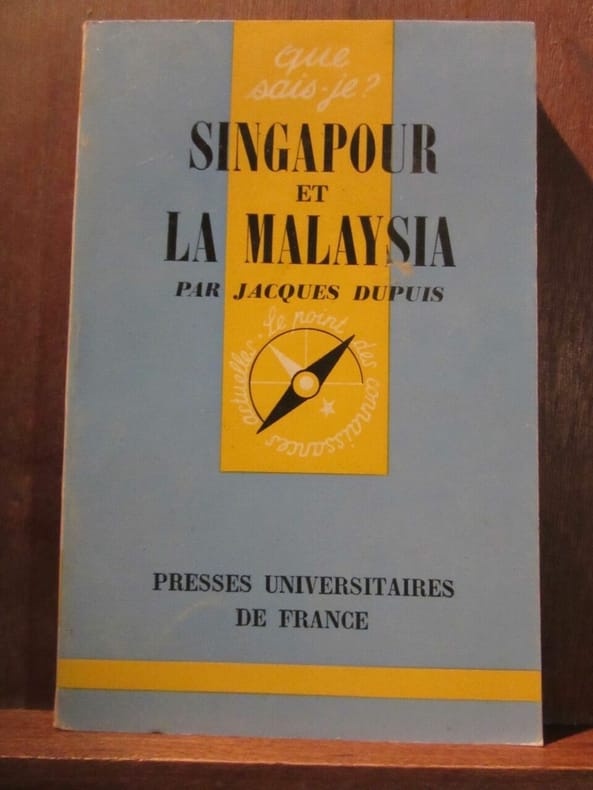 que
sais-je?
SINGAPOUR
ET
LA MALAYSIA
PAR JACQUES DUPUIS
Le point des connaissances actuelles
PRESSES UNIVERSITAIRES
DE FRANCE